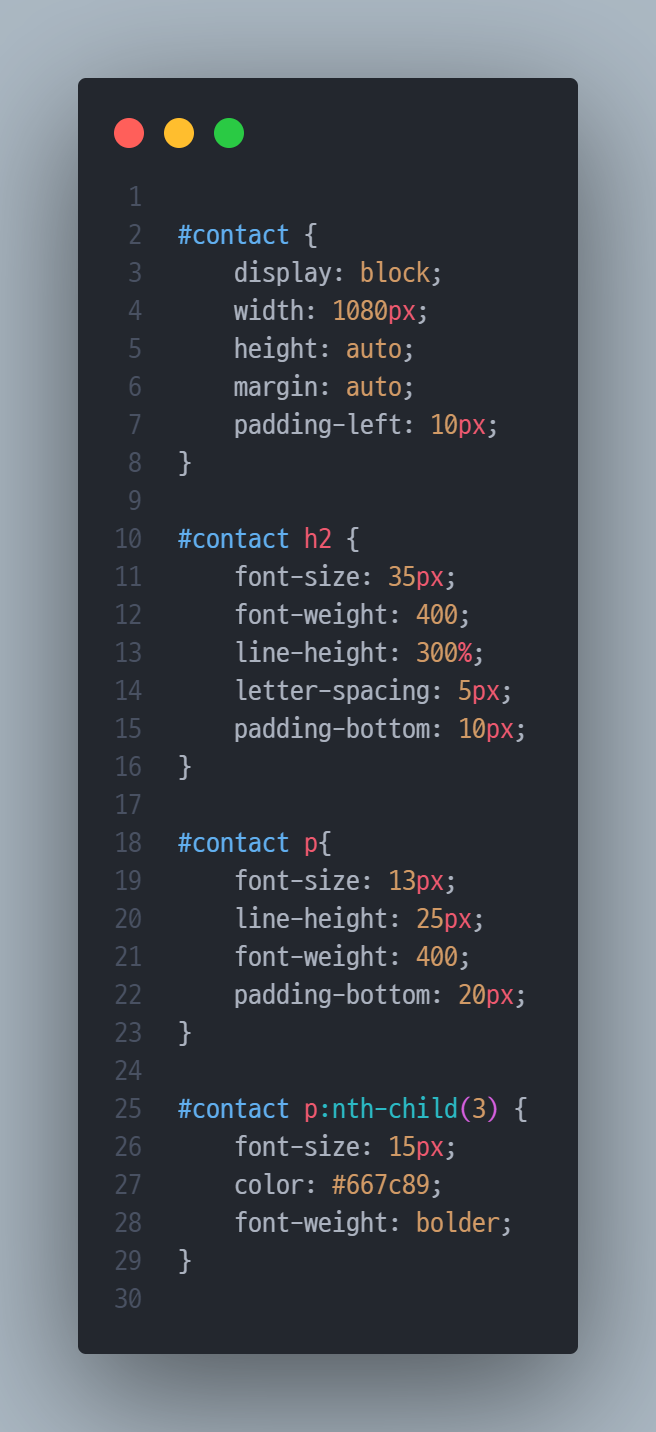 1
2 #contact {
3     display: block;
4     width: 1080px;
5     height: auto;
6     margin: auto;
7     padding-left: 10px;
8 }
9
10 #contact h2 {
11     font-size: 35px;
12     font-weight: 400;
13     line-height: 300%;
14     letter-spacing: 5px;
15     padding-bottom: 10px;
16 }
17
18 #contact p{
19     font-size: 13px;
20     line-height: 25px;
21     font-weight: 400;
22     padding-bottom: 20px;
23 }
24
25 #contact p:nth-child(3) {
26     font-size: 15px;
27     color: #667c89;
28     font-weight: bolder;
29 }
30